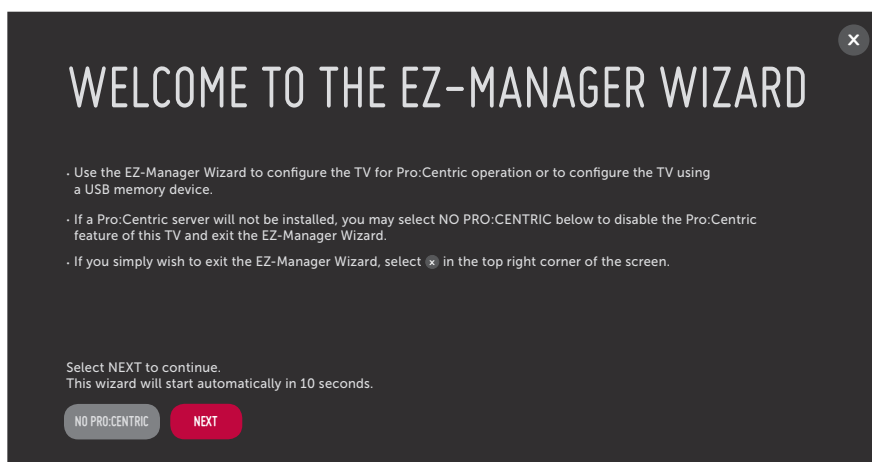 WELCOME TO THE EZ-MANAGER WIZARD
· Use the EZ-Manager Wizard to configure the TV for Pro:Centric operation or to configure the TV using
a USB memory device.
· If a Pro:Centric server will not be installed, you may select NO PRO:CENTRIC below to disable the Pro:Centric
feature of this TV and exit the EZ-Manager Wizard.
· If you simply wish to exit the EZ-Manager Wizard, select x in the top right corner of the screen.
Select NEXT to continue.
This wizard will start automatically in 10 seconds.
NO PRO:CENTRIC NEXT